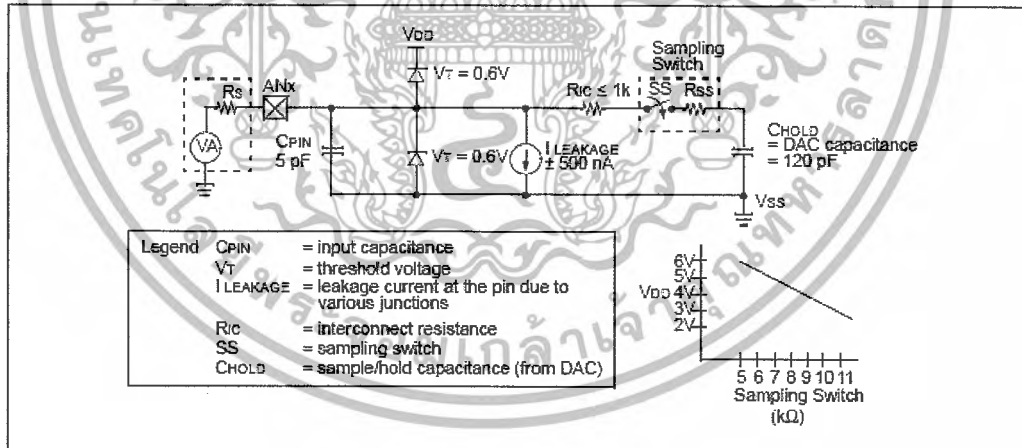 VDD
Sampling
Switch
VT = 0.6V
ANx
RS
RIC ≤ 1k
SS
RSS
VA
CPIN
5 pF
VT = 0.6V
I LEAKAGE
± 500 nA
CHOLD
= DAC capacitance
= 120 pF
VSS
Legend
CPIN = input capacitance
VT = threshold voltage
I LEAKAGE = leakage current at the pin due to
various junctions
RIC = interconnect resistance
SS = sampling switch
CHOLD = sample/hold capacitance (from DAC)
6V
5V
VDD 4V
3V
2V
5 6 7 8 9 10 11
Sampling Switch
(kΩ)